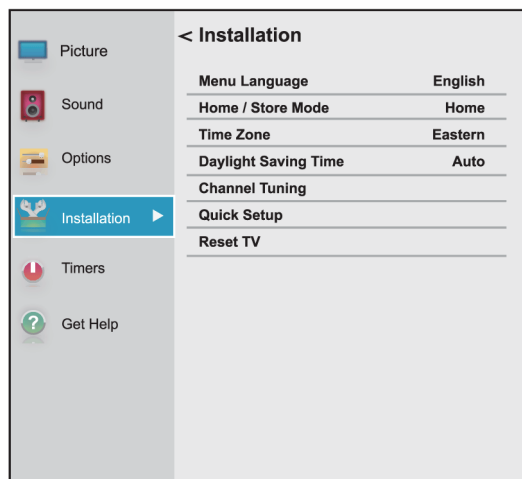 Picture
Sound
Options
Installation
Timers
Get Help
< Installation
Menu Language English
Home / Store Mode Home
Time Zone Eastern
Daylight Saving Time Auto
Channel Tuning
Quick Setup
Reset TV